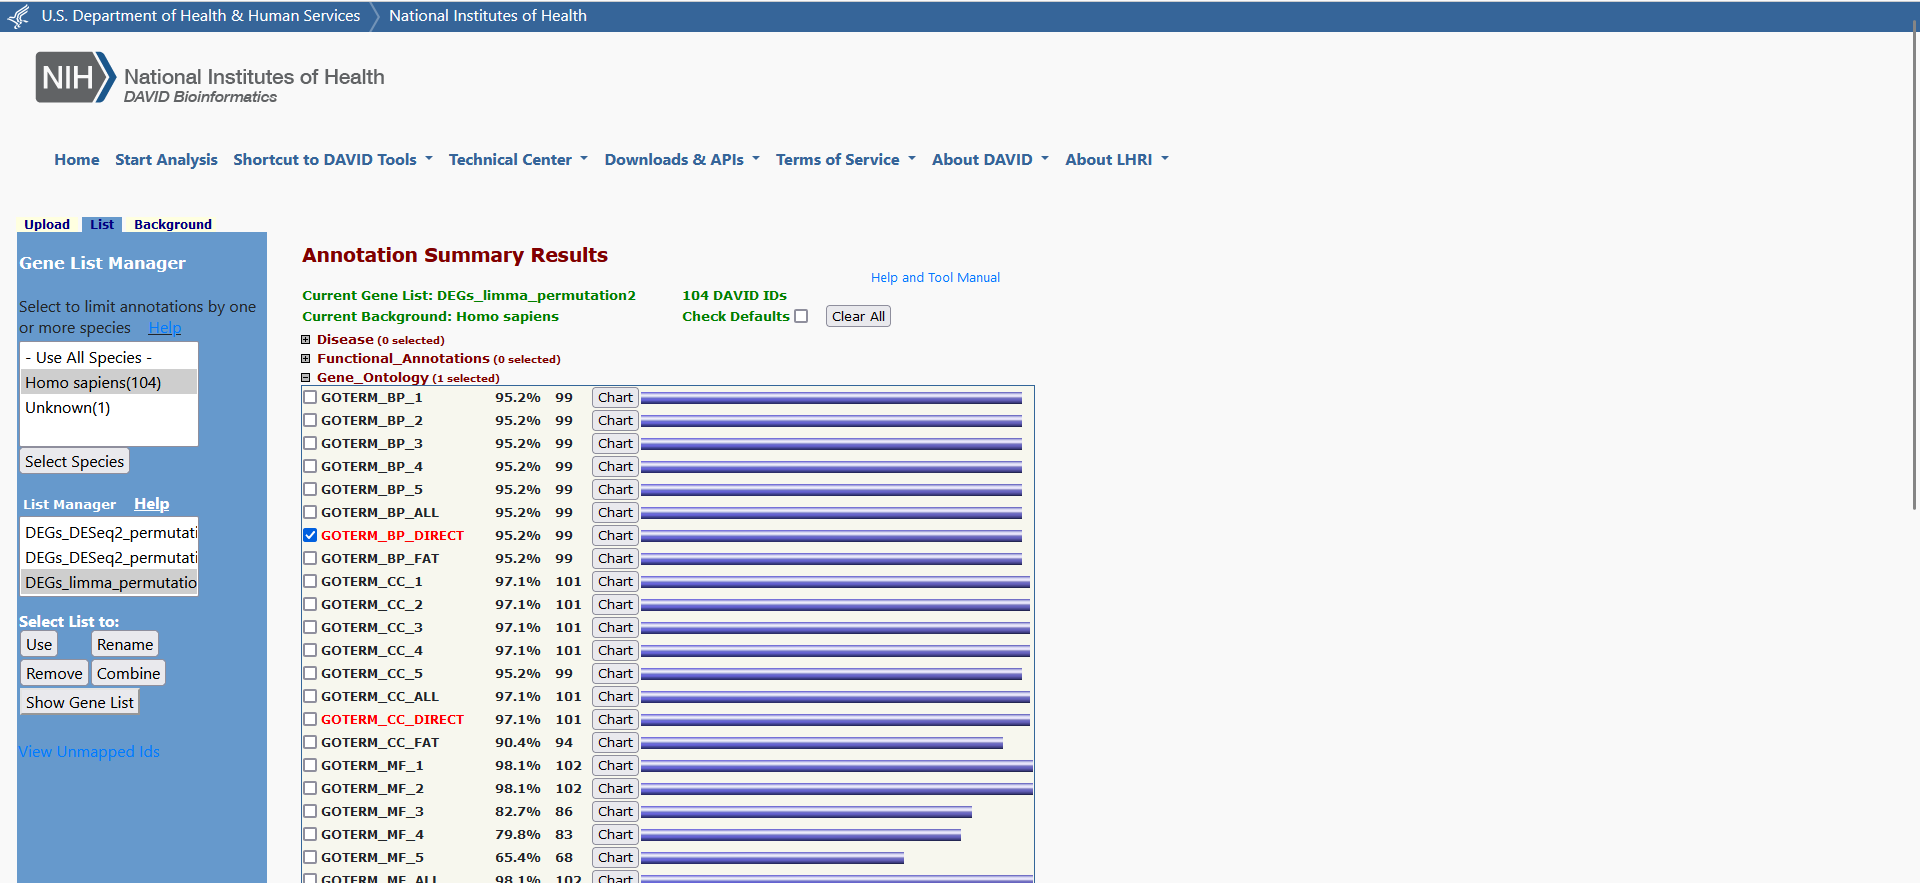 U.S. Department of Health & Human Services National Institutes of Health
NIH National Institutes of Health
DAVID Bioinformatics
Home Start Analysis Shortcut to DAVID Tools Technical Center Downloads & APIs Terms of Service About DAVID About LHRI
Upload List Background
Gene List Manager
Select to limit annotations by one
or more species Help
- Use All Species -
Homo sapiens(104)
Unknown(1)
Select Species
List Manager Help
DEGs_DESeq2_permutati
DEGs_DESeq2_permutati
DEGs_limma_permutatio
Select List to:
Use Rename
Remove Combine
Show Gene List
View Unmapped Ids
Annotation Summary Results
Help and Tool Manual
Current Gene List: DEGs_limma_permutation2 104 DAVID IDs
Current Background: Homo sapiens Check Defaults Clear All
Disease (0 selected)
Functional_Annotations (0 selected)
Gene_Ontology (1 selected)
GOTERM_BP_1 95.2% 99 Chart
GOTERM_BP_2 95.2% 99 Chart
GOTERM_BP_3 95.2% 99 Chart
GOTERM_BP_4 95.2% 99 Chart
GOTERM_BP_5 95.2% 99 Chart
GOTERM_BP_ALL 95.2% 99 Chart
GOTERM_BP_DIRECT 95.2% 99 Chart
GOTERM_BP_FAT 95.2% 99 Chart
GOTERM_CC_1 97.1% 101 Chart
GOTERM_CC_2 97.1% 101 Chart
GOTERM_CC_3 97.1% 101 Chart
GOTERM_CC_4 97.1% 101 Chart
GOTERM_CC_5 95.2% 99 Chart
GOTERM_CC_ALL 97.1% 101 Chart
GOTERM_CC_DIRECT 97.1% 101 Chart
GOTERM_CC_FAT 90.4% 94 Chart
GOTERM_MF_1 98.1% 102 Chart
GOTERM_MF_2 98.1% 102 Chart
GOTERM_MF_3 82.7% 86 Chart
GOTERM_MF_4 79.8% 83 Chart
GOTERM_MF_5 65.4% 68 Chart
GOTERM_MF_ALL 98.1% 102 Chart